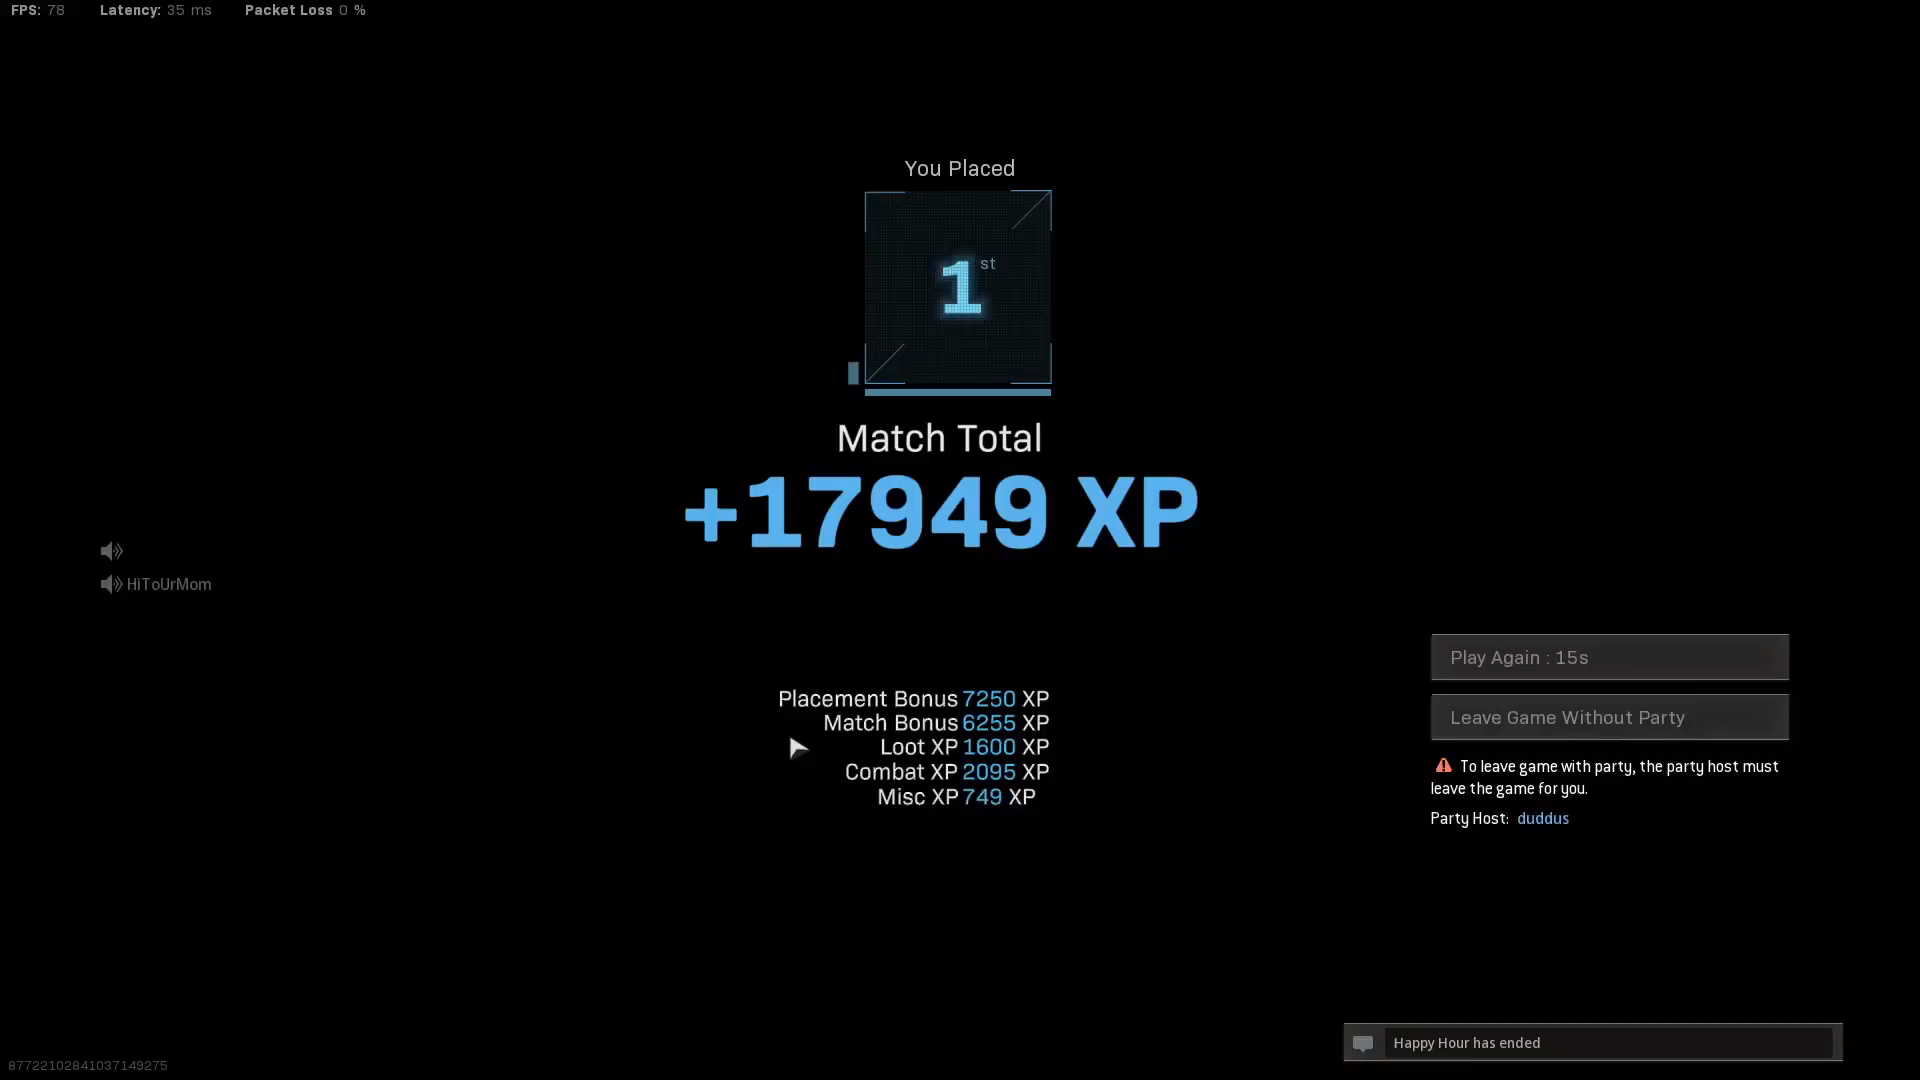 FPS: 78 Latency: 35 ms Packet Loss 0 %
You Placed
1st
Match Total
+17949 XP
HiToUrMom
Play Again : 15s
Placement Bonus 7250 XP
Match Bonus 6255 XP
Loot XP 1600 XP
Combat XP 2095 XP
Misc XP 749 XP
Leave Game Without Party
To leave game with party, the party host must
leave the game for you.
Party Host: duddus
Happy Hour has ended
87722102841037149275